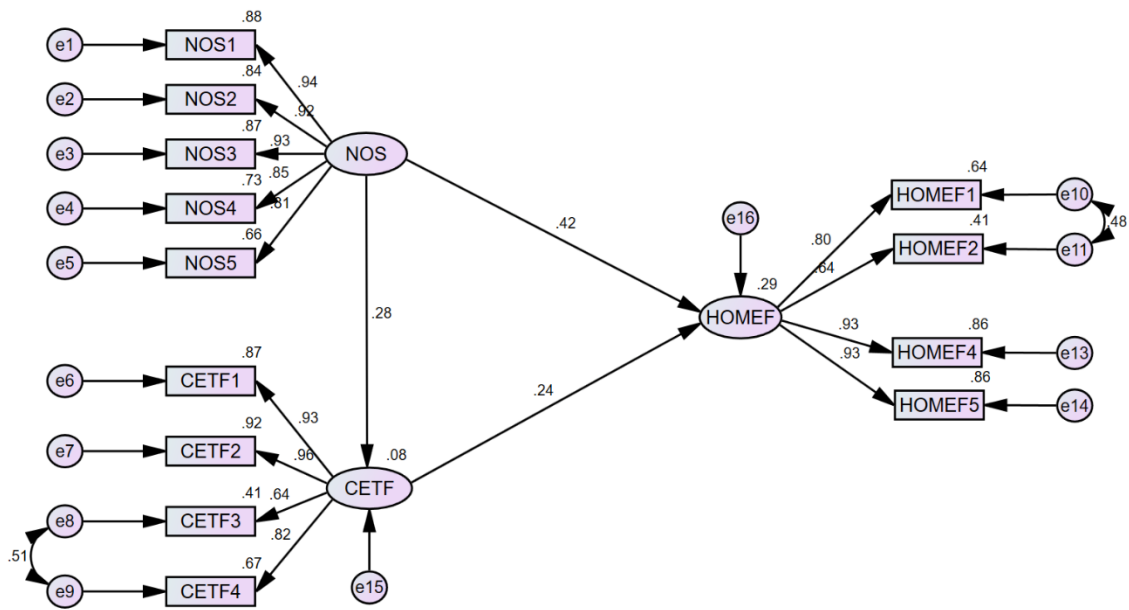 .88
e1
NOS1
.94
.84
e2
NOS2
.92
.87
e3
NOS3
.93
NOS
.73
.85
e4
NOS4
.81
.66
e5
NOS5
.42
.28
.64
HOMEF1
e10
.48
.41
HOMEF2
e11
.80
.64
e16
.29
HOMEF
.93
.86
HOMEF4
e13
.93
.86
HOMEF5
e14
.24
.87
e6
CETF1
.93
.92
e7
CETF2
.96
.08
CETF
.41
.64
e8
CETF3
.82
.51
.67
e9
CETF4
e15